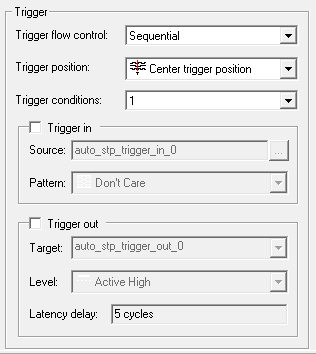 Trigger
Trigger flow control: Sequential
Trigger position: Center trigger position
Trigger conditions: 1
Trigger in
Source: auto_stp_trigger_in_0 ...
Pattern: Don't Care
Trigger out
Target: auto_stp_trigger_out_0
Level: Active High
Latency delay: 5 cycles